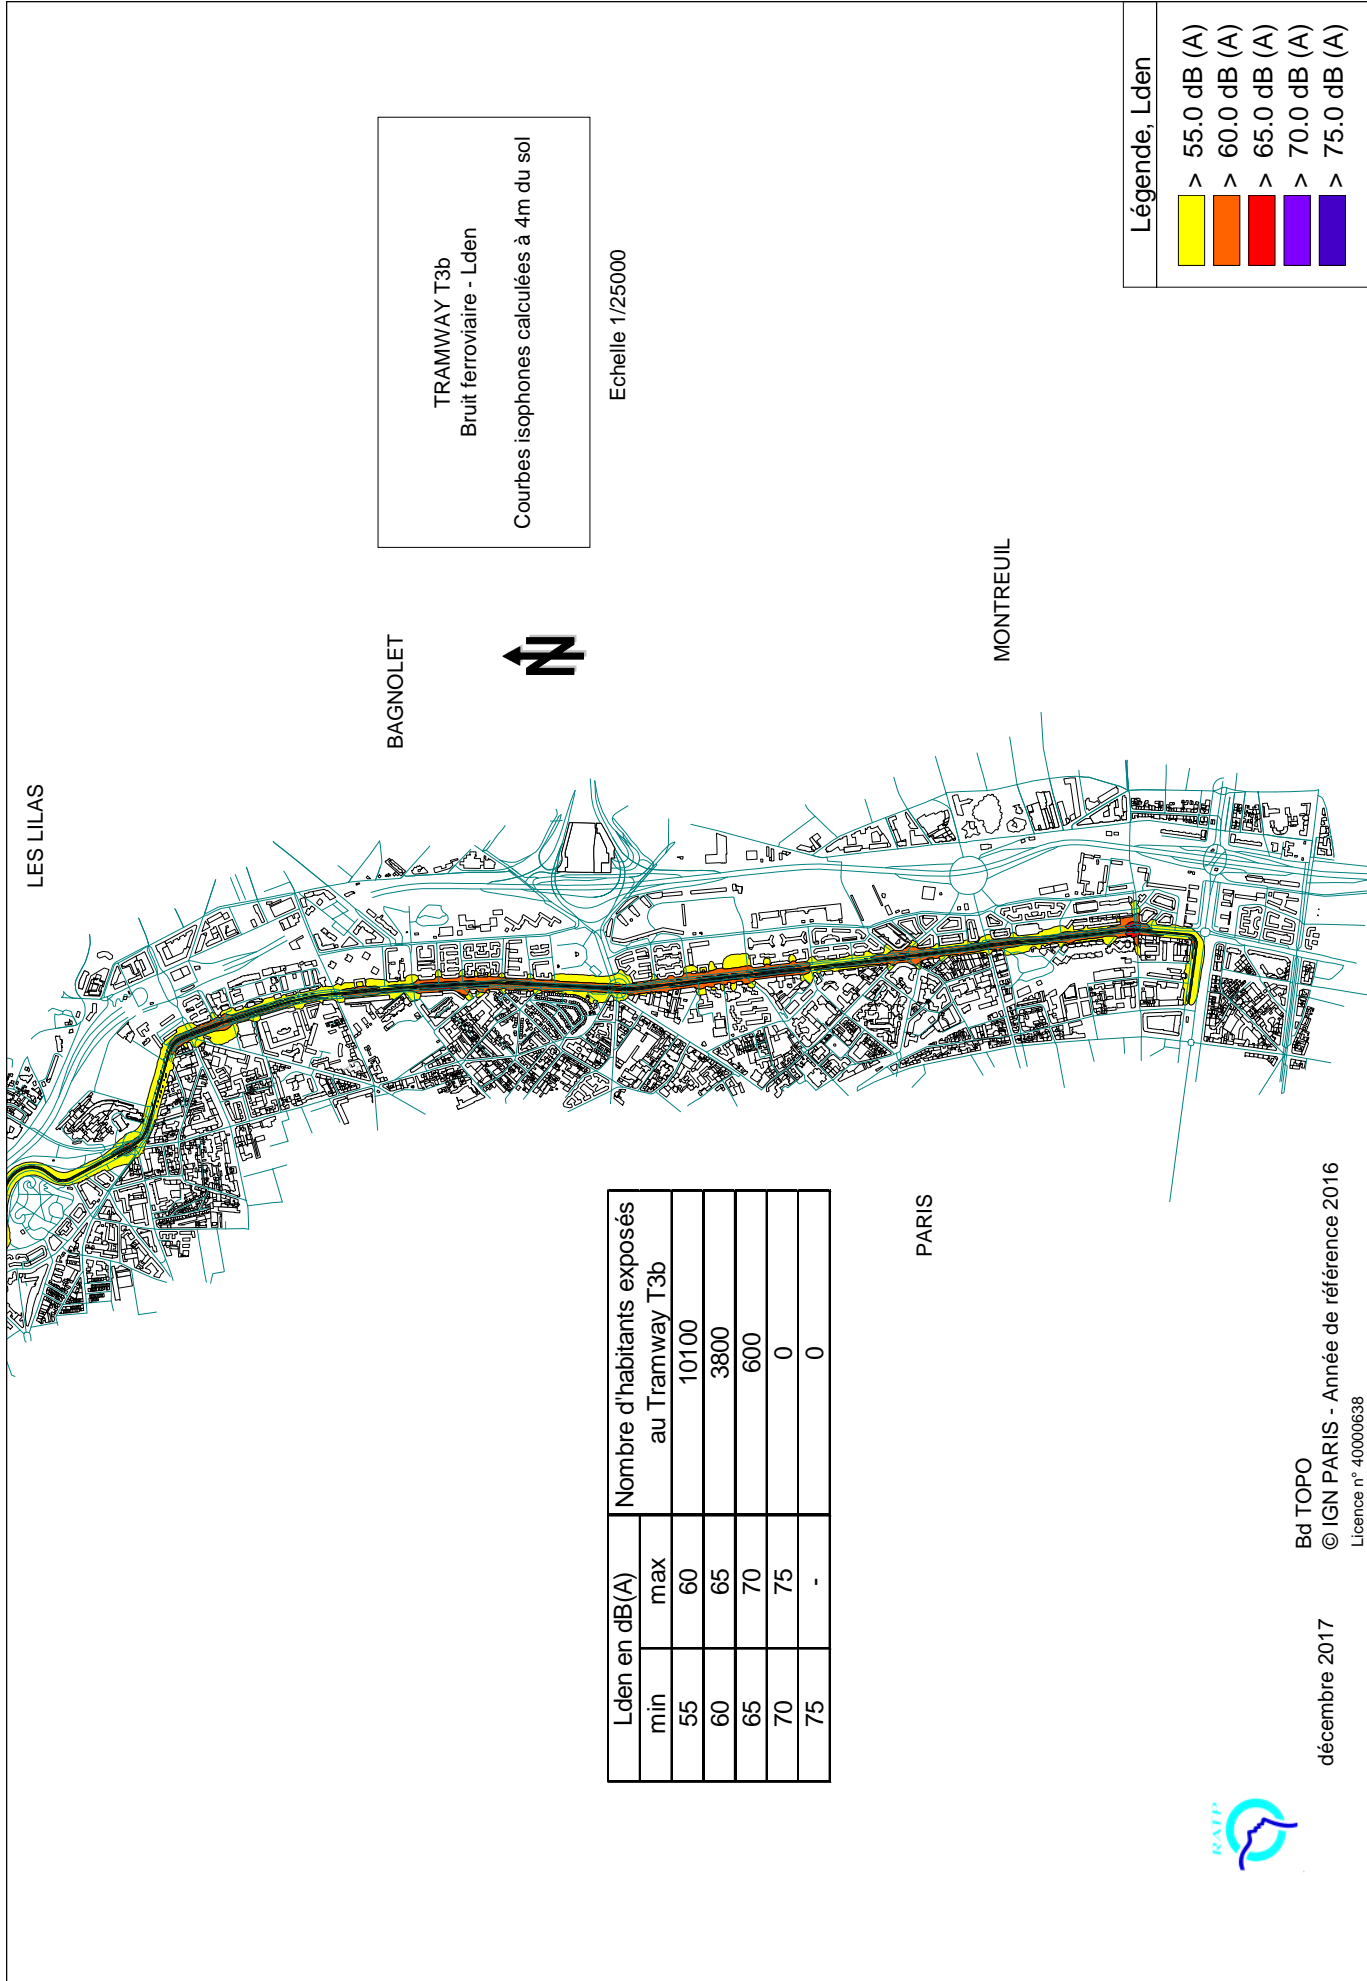 LES LILAS
BAGNOLET
TRAMWAY T3b
Bruit ferroviaire - Lden
Courbes isophones calculées à 4m du sol
Echelle 1/25000
N
MONTREUIL
PARIS
Légende, Lden
> 55.0 dB (A)
> 60.0 dB (A)
> 65.0 dB (A)
> 70.0 dB (A)
> 75.0 dB (A)
Lden en dB(A) Nombre d'habitants exposés
au Tramway T3b
min max
55 60 10100
60 65 3800
65 70 600
70 75 0
75 - 0
RATP
décembre 2017
Bd TOPO
© IGN PARIS - Année de référence 2016
Licence n° 40000638